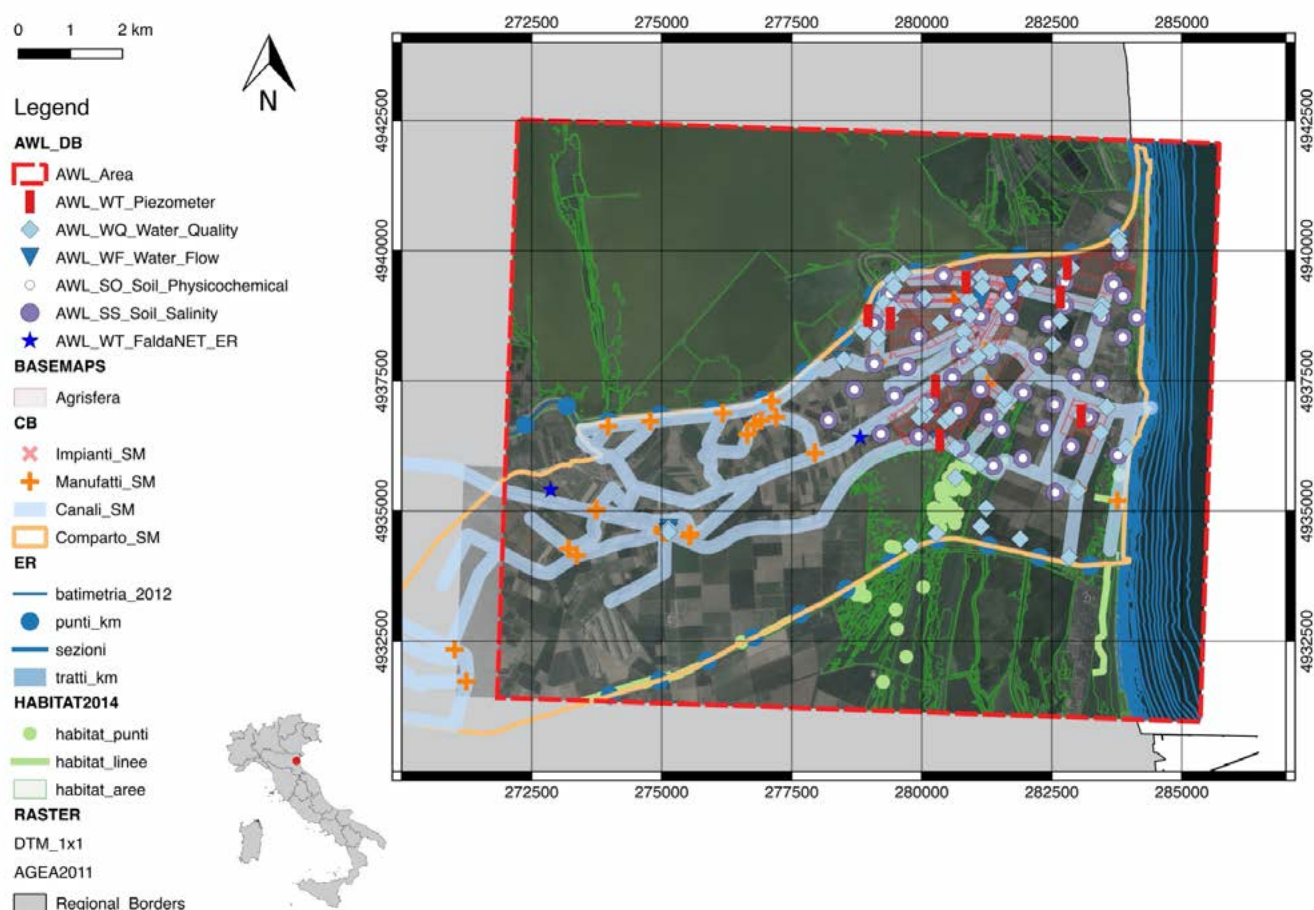 0 1 2 km
N
Legend
AWL_DB
AWL_Area
AWL_WT_Piezometer
AWL_WQ_Water_Quality
AWL_WF_Water_Flow
AWL_SO_Soil_Physicochemical
AWL_SS_Soil_Salinity
AWL_WT_FaldaNET_ER
BASEMAPS
Agrisfera
CB
Impianti_SM
Manufatti_SM
Canali_SM
Comparto_SM
ER
batimetria_2012
punti_km
sezioni
tratti_km
HABITAT2014
habitat_punti
habitat_linee
habitat_aree
RASTER
DTM_1x1
AGEA2011
Regional_Borders
272500 275000 277500 280000 282500 285000
4942500 4942500
4940000 4940000
4937500 4937500
4935000 4935000
4932500 4932500
272500 275000 277500 280000 282500 285000